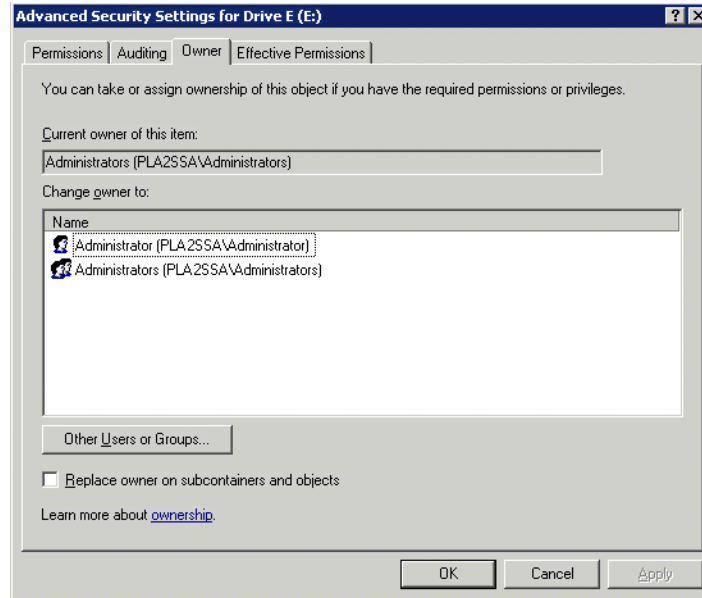 Advanced Security Settings for Drive E (E:)
Permissions Auditing Owner Effective Permissions
You can take or assign ownership of this object if you have the required permissions or privileges.
Current owner of this item:
Administrators (PLA2SSA\Administrators)
Change owner to:
Name
Administrator (PLA2SSA\Administrator)
Administrators (PLA2SSA\Administrators)
Other Users or Groups...
Replace owner on subcontainers and objects
Learn more about ownership.
OK Cancel Apply